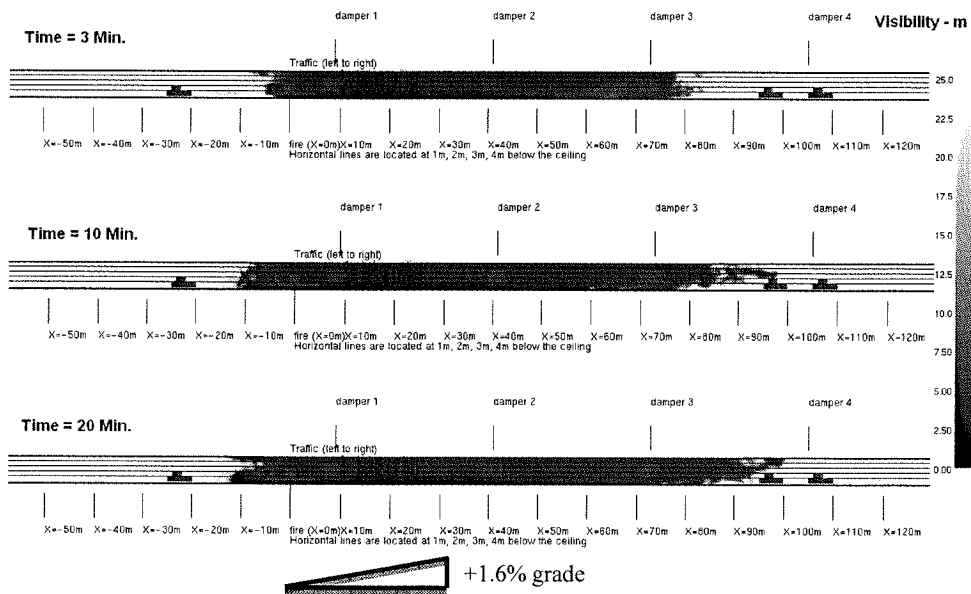 damper 1 damper 2 damper 3 damper 4 Visibility - m
Time = 3 Min.
Traffic (left to right)
25.0
22.5
X=-50m X=-40m X=-30m X=-20m X=-10m fire (X=0m)X=10m X=20m X=30m X=40m X=50m X=60m X=70m X=80m X=90m X=100m X=110m X=120m
Horizontal lines are located at 1m, 2m, 3m, 4m below the ceiling
20.0
17.5
damper 1 damper 2 damper 3 damper 4
Time = 10 Min.
15.0
Traffic (left to right)
12.5
10.0
X=-50m X=-40m X=-30m X=-20m X=-10m fire (X=0m)X=10m X=20m X=30m X=40m X=50m X=60m X=70m X=80m X=90m X=100m X=110m X=120m
Horizontal lines are located at 1m, 2m, 3m, 4m below the ceiling
7.50
5.00
damper 1 damper 2 damper 3 damper 4
Time = 20 Min.
2.50
Traffic (left to right)
0.00
X=-50m X=-40m X=-30m X=-20m X=-10m fire (X=0m)X=10m X=20m X=30m X=40m X=50m X=60m X=70m X=80m X=90m X=100m X=110m X=120m
Horizontal lines are located at 1m, 2m, 3m, 4m below the ceiling
+1.6% grade